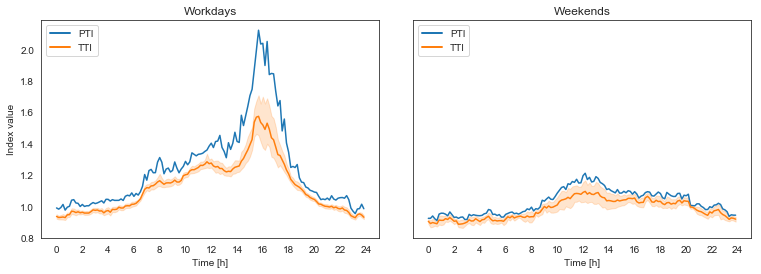 Workdays
PTI
TTI
Index value
2.0
1.8
1.6
1.4
1.2
1.0
0.8
0 2 4 6 8 10 12 14 16 18 20 22 24
Time [h]
Weekends
PTI
TTI
0 2 4 6 8 10 12 14 16 18 20 22 24
Time [h]